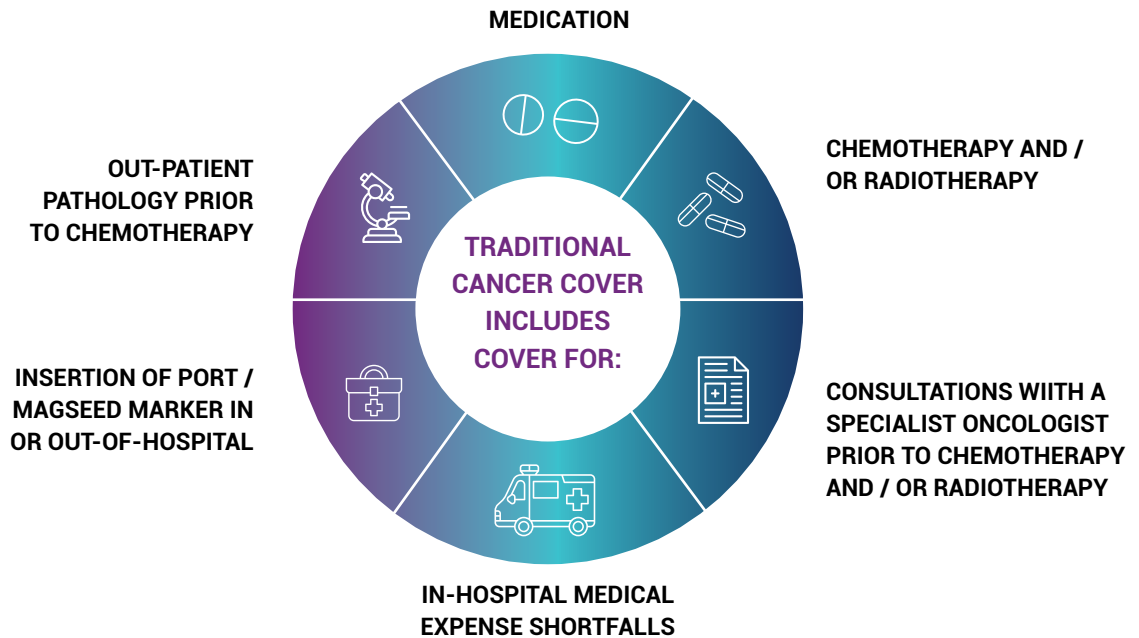 MEDICATION
CHEMOTHERAPY AND /
OR RADIOTHERAPY
OUT-PATIENT
PATHOLOGY PRIOR
TO CHEMOTHERAPY
TRADITIONAL
CANCER COVER
INCLUDES
COVER FOR:
INSERTION OF PORT /
MAGSEED MARKER IN
OR OUT-OF-HOSPITAL
CONSULTATIONS WIITH A
SPECIALIST ONCOLOGIST
PRIOR TO CHEMOTHERAPY
AND / OR RADIOTHERAPY
IN-HOSPITAL MEDICAL
EXPENSE SHORTFALLS